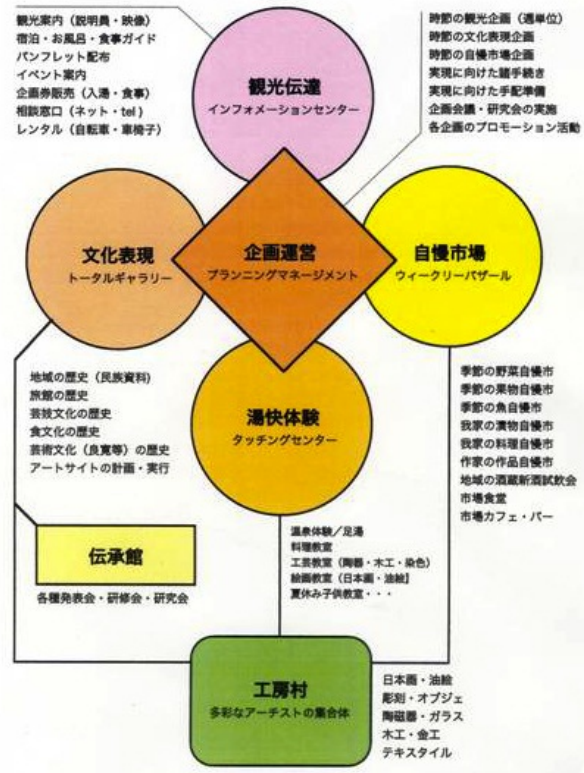 観光案内（説明員・映像）
宿泊・お風呂・食事ガイド
パンフレット配布
イベント案内
企画券販売（入湯・食事）
相談窓口（ネット・tel）
レンタル（自転車・車椅子）
観光伝達
インフォメーションセンター
時節の観光企画（週単位）
時節の文化表現企画
時節の自慢市場企画
実現に向けた諸手続き
実現に向けた手配準備
企画会議・研究会の実施
各企画のプロモーション活動
文化表現
トータルギャラリー
企画運営
プランニングマネージメント
自慢市場
ウィークリーバザール
地域の歴史（民族資料）
旅館の歴史
芸妓文化の歴史
食文化の歴史
芸術文化（良寛等）の歴史
アートサイトの計画・実行
湯快体験
タッチングセンター
季節の野菜自慢市
季節の果物自慢市
季節の魚自慢市
我家の漬物自慢市
我家の料理自慢市
作家の作品自慢市
地域の酒蔵新酒試飲会
市場食堂
市場カフェ・バー
伝承館
各種発表会・研修会・研究会
温泉体験／足湯
料理教室
工芸教室（陶器・木工・染色）
絵画教室（日本画・油絵］
夏休み子供教室・・・
工房村
多彩なアーチストの集合体
日本画・油絵
彫刻・オブジェ
陶磁器・ガラス
木工・金工
テキスタイル